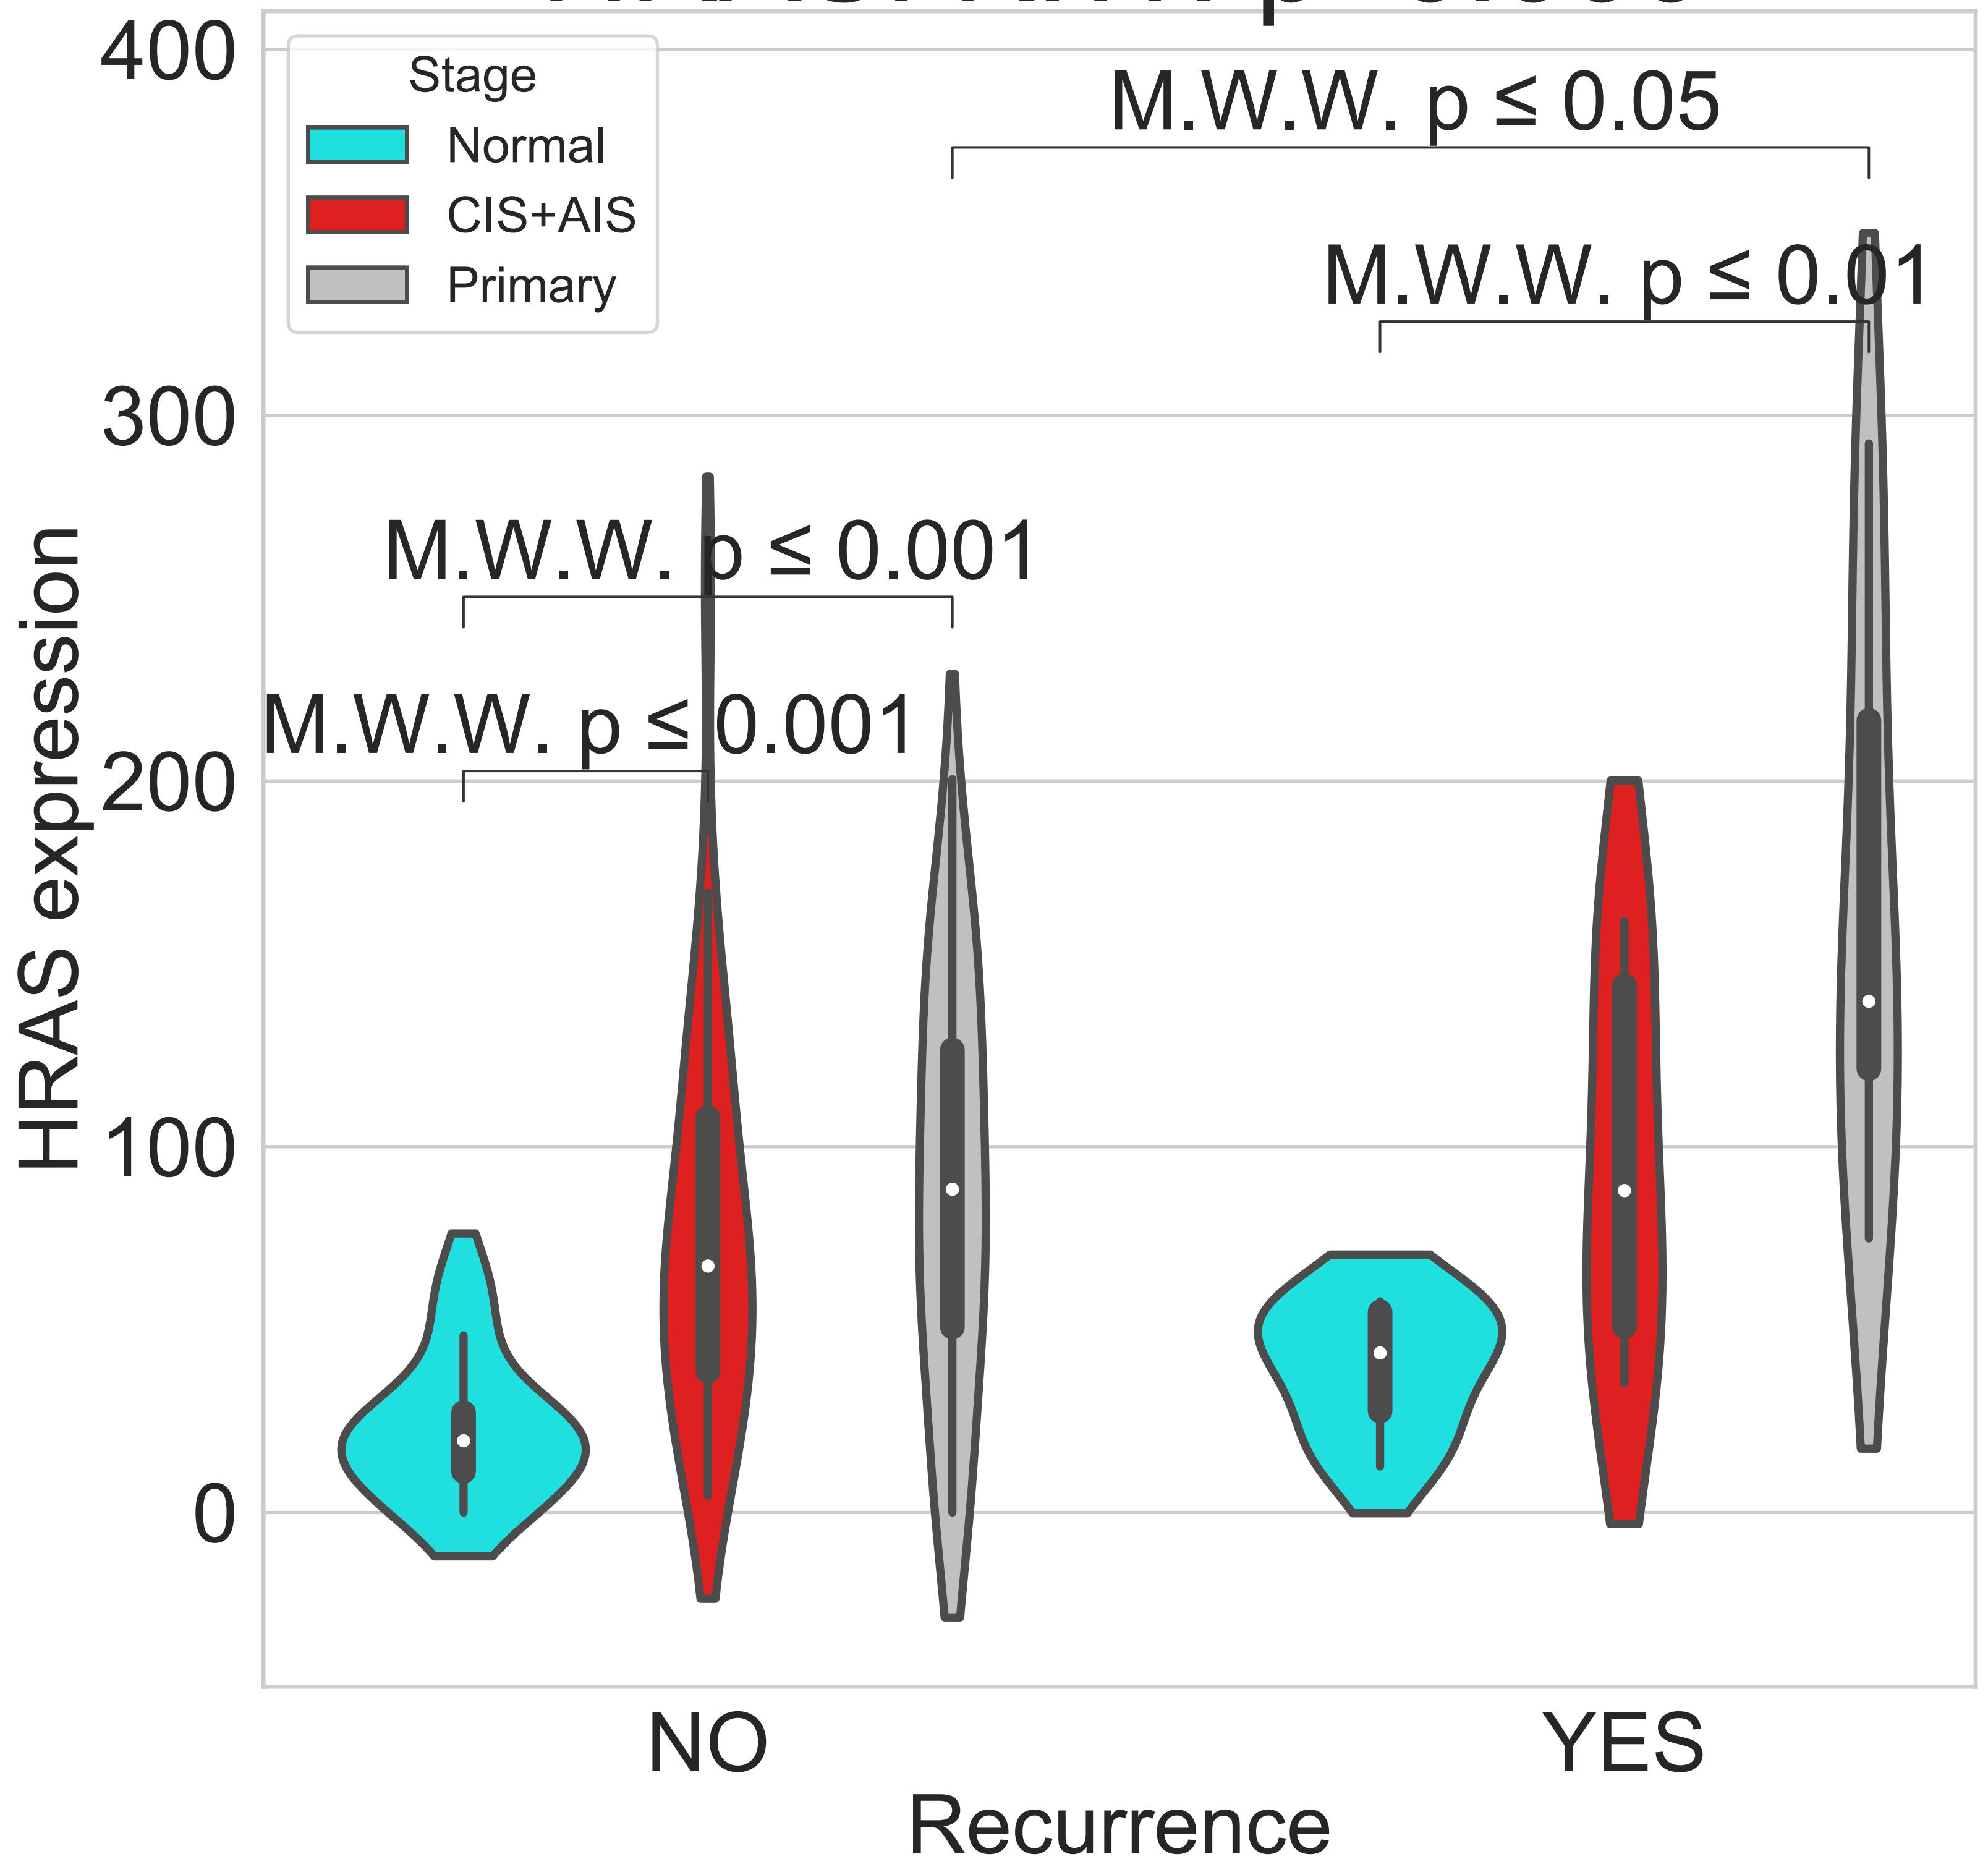 400
Stage
Normal
CIS+AIS
Primary
M.W.W. p ≤ 0.05
M.W.W. p ≤ 0.01
300
M.W.W. p ≤ 0.001
M.W.W. p ≤ 0.001
200
100
0
HRAS expression
NO
YES
Recurrence